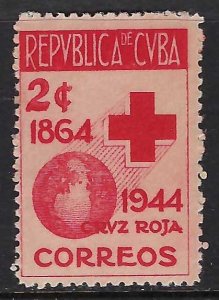 REPVBLICA DE CVBA
2¢
1864
1944
CRVZ ROJA
CORREOS